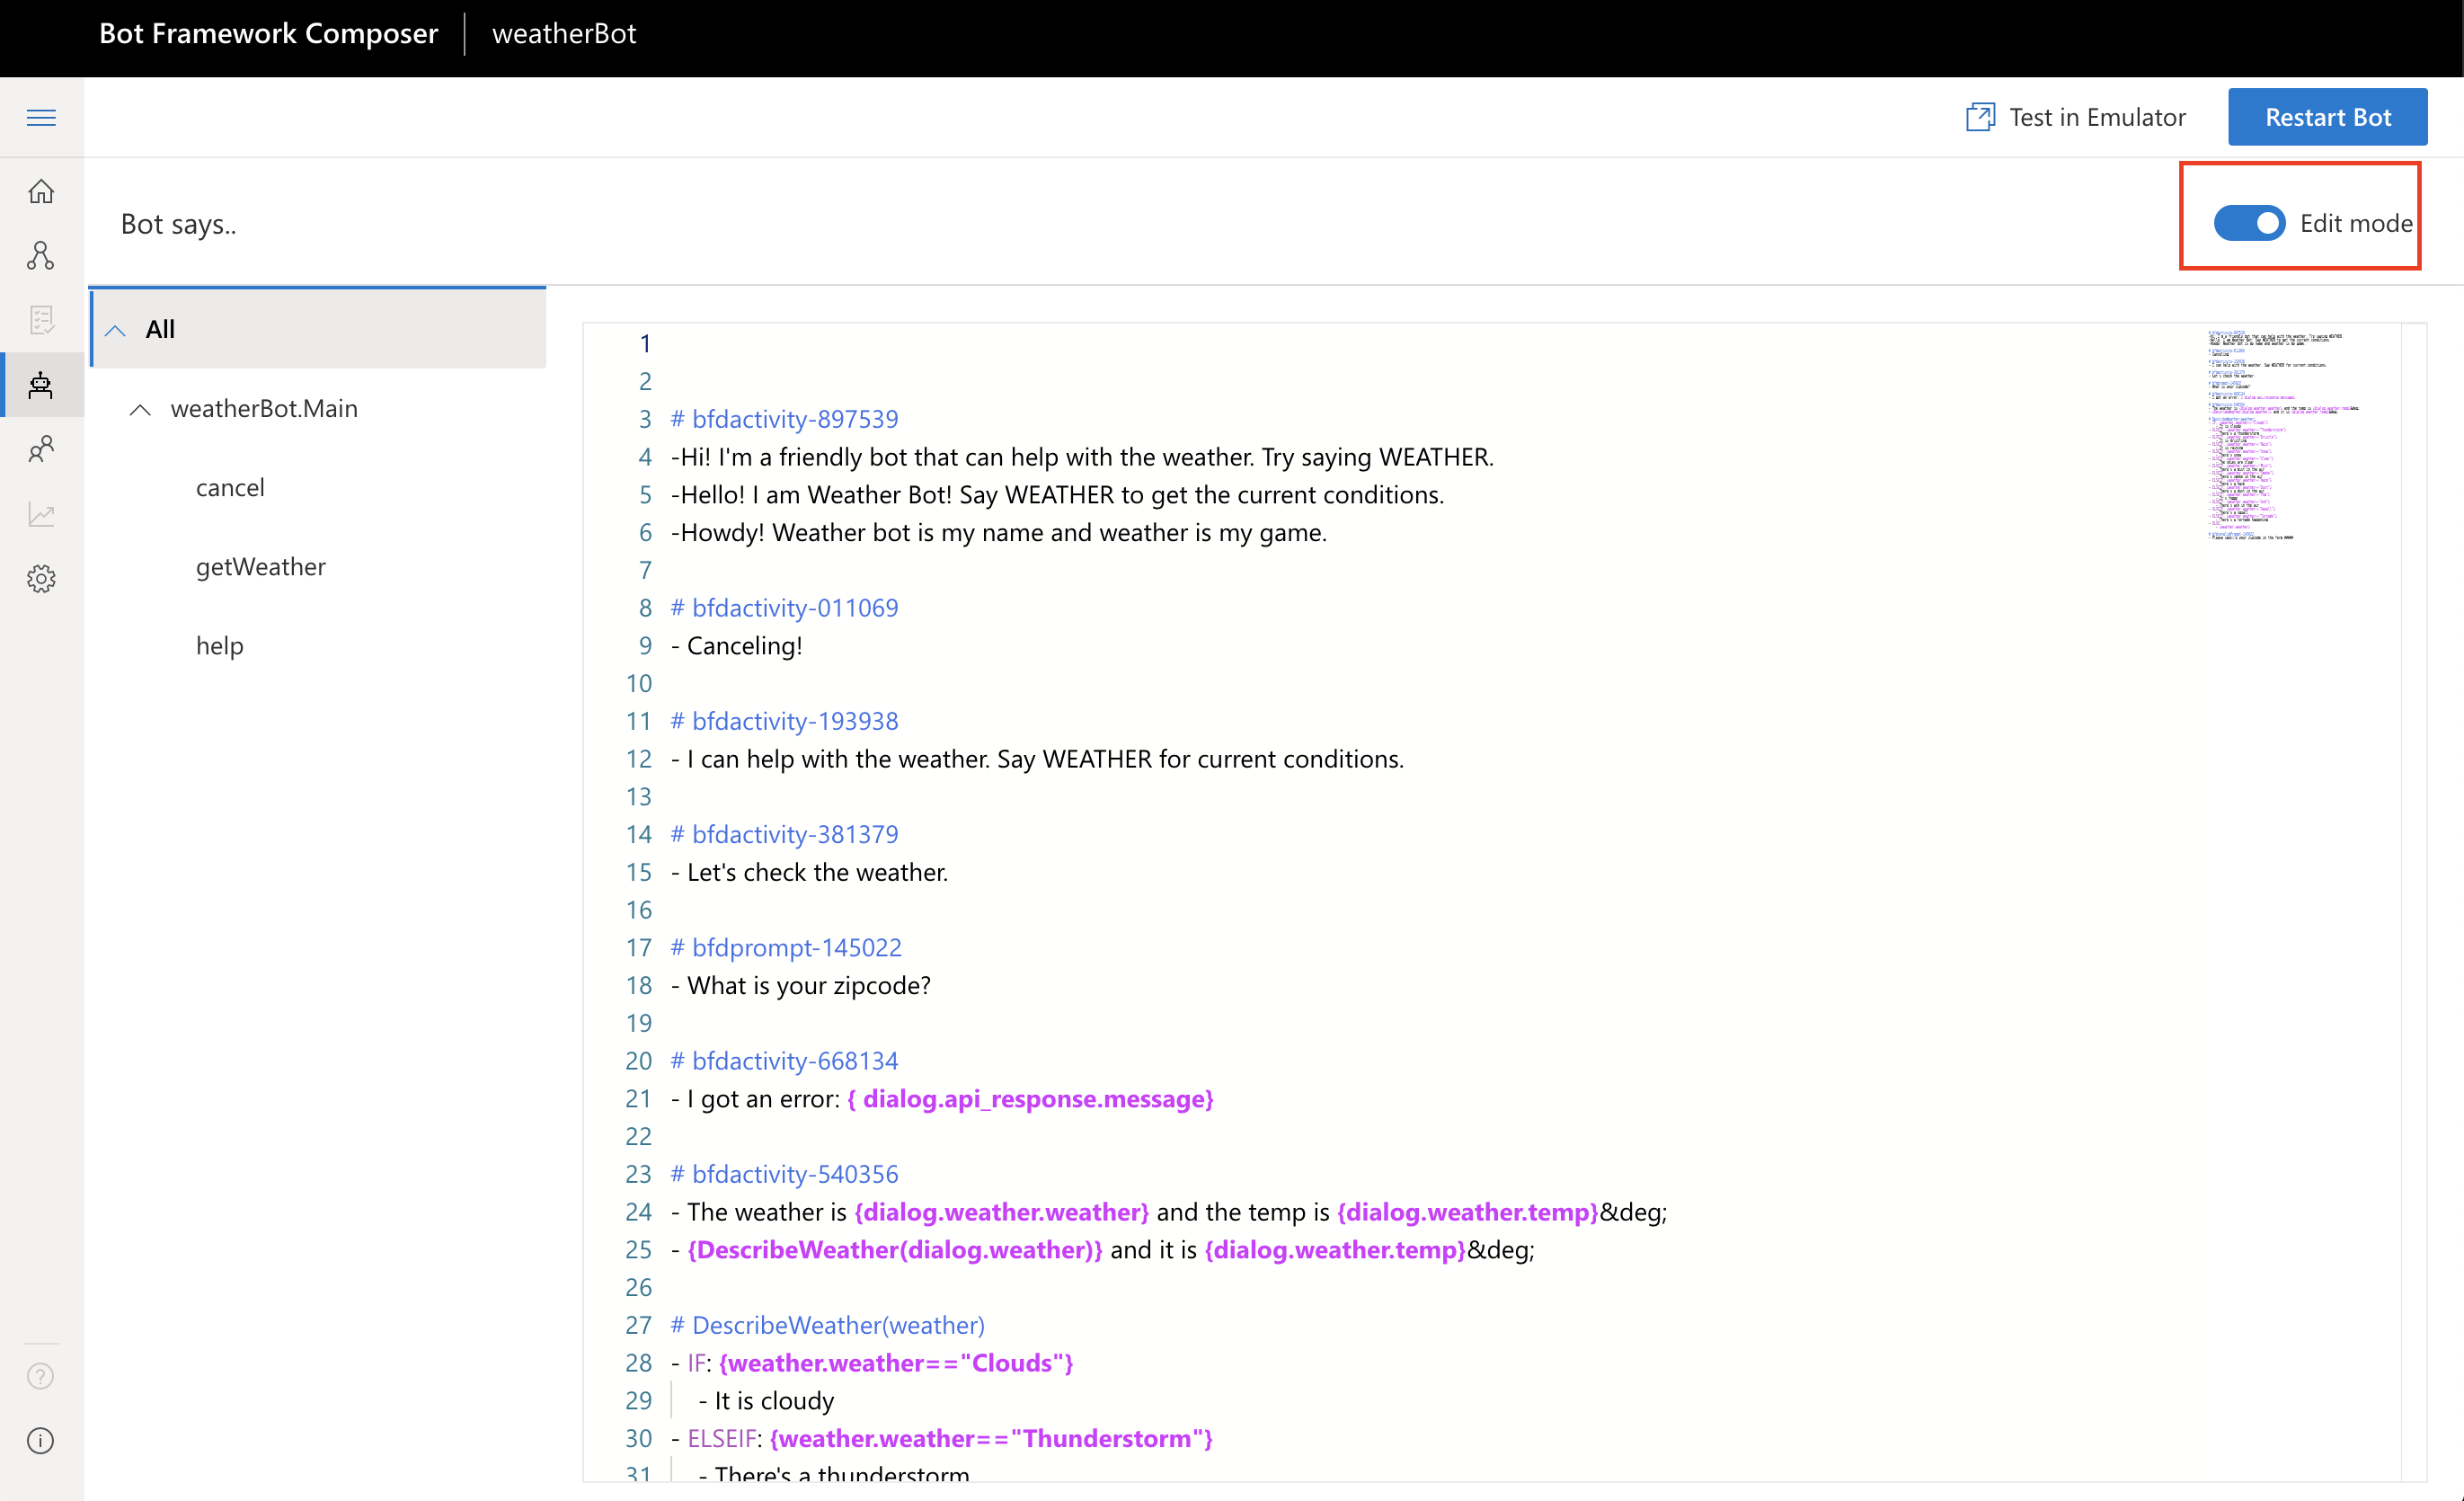 Bot Framework Composer
weatherBot
Test in Emulator
Restart Bot
Bot says..
Edit mode
All
weatherBot.Main
cancel
getWeather
help
1
2
3 # bfdactivity-897539
4 -Hi! I'm a friendly bot that can help with the weather. Try saying WEATHER.
5 -Hello! I am Weather Bot! Say WEATHER to get the current conditions.
6 -Howdy! Weather bot is my name and weather is my game.
7
8 # bfdactivity-011069
9 - Canceling!
10
11 # bfdactivity-193938
12 - I can help with the weather. Say WEATHER for current conditions.
13
14 # bfdactivity-381379
15 - Let's check the weather.
16
17 # bfdprompt-145022
18 - What is your zipcode?
19
20 # bfdactivity-668134
21 - I got an error: { dialog.api_response.message}
22
23 # bfdactivity-540356
24 - The weather is {dialog.weather.weather} and the temp is {dialog.weather.temp}&deg;
25 - {DescribeWeather(dialog.weather)} and it is {dialog.weather.temp}&deg;
26
27 # DescribeWeather(weather)
28 - IF: {weather.weather=="Clouds"}
29 - It is cloudy
30 - ELSEIF: {weather.weather=="Thunderstorm"}
31 - There's a thunderstorm